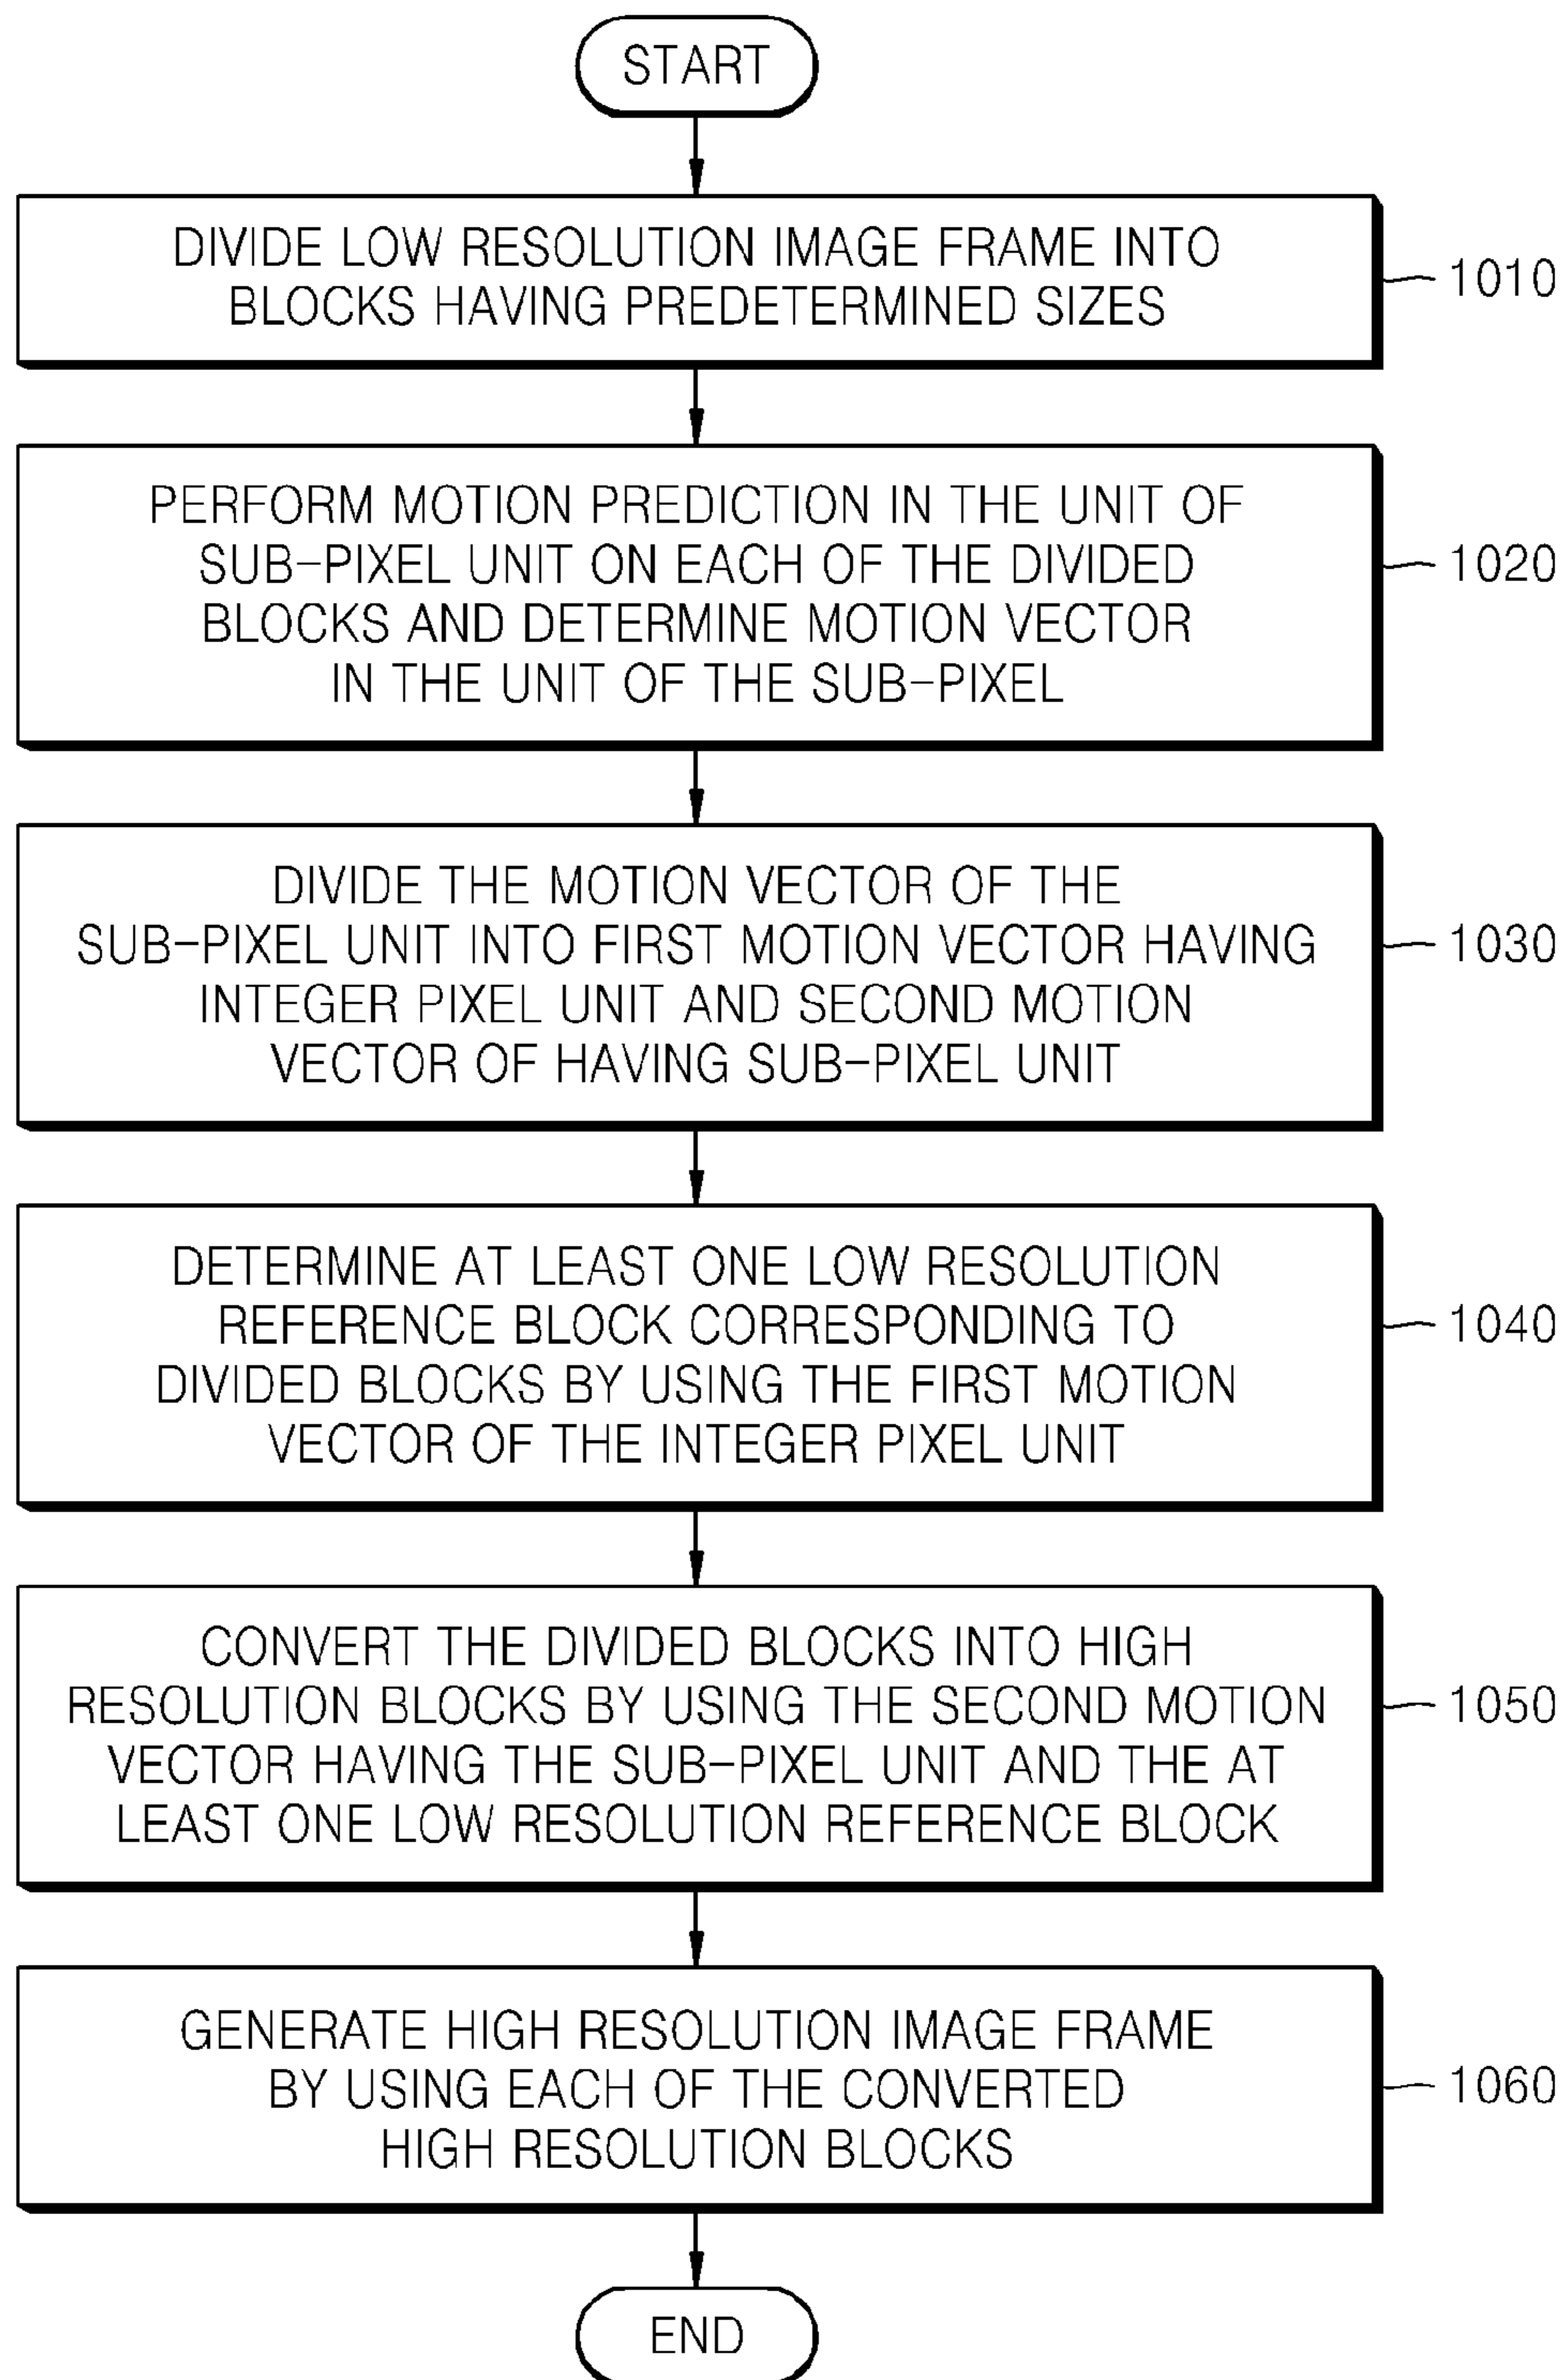 START
DIVIDE LOW RESOLUTION IMAGE FRAME INTO
BLOCKS HAVING PREDETERMINED SIZES
1010
PERFORM MOTION PREDICTION IN THE UNIT OF
SUB-PIXEL UNIT ON EACH OF THE DIVIDED
BLOCKS AND DETERMINE MOTION VECTOR
IN THE UNIT OF THE SUB-PIXEL
1020
DIVIDE THE MOTION VECTOR OF THE
SUB-PIXEL UNIT INTO FIRST MOTION VECTOR HAVING
INTEGER PIXEL UNIT AND SECOND MOTION
VECTOR OF HAVING SUB-PIXEL UNIT
1030
DETERMINE AT LEAST ONE LOW RESOLUTION
REFERENCE BLOCK CORRESPONDING TO
DIVIDED BLOCKS BY USING THE FIRST MOTION
VECTOR OF THE INTEGER PIXEL UNIT
1040
CONVERT THE DIVIDED BLOCKS INTO HIGH
RESOLUTION BLOCKS BY USING THE SECOND MOTION
VECTOR HAVING THE SUB-PIXEL UNIT AND THE AT
LEAST ONE LOW RESOLUTION REFERENCE BLOCK
1050
GENERATE HIGH RESOLUTION IMAGE FRAME
BY USING EACH OF THE CONVERTED
HIGH RESOLUTION BLOCKS
1060
END